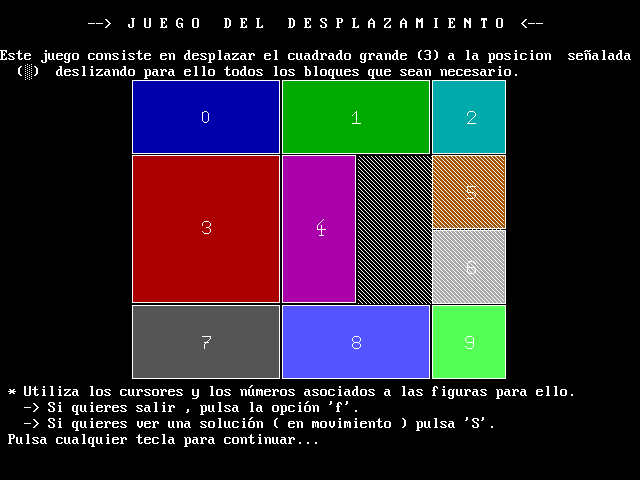 --> J U E G O   D E L   D E S P L A Z A M I E N T O <--
Este juego consiste en desplazar el cuadrado grande (3) a la posicion señalada
(▒) deslizando para ello todos los bloques que sean necesario.
0 1 2
5
3 4
6
7 8 9
* Utiliza los cursores y los números asociados a las figuras para ello.
-> Si quieres salir , pulsa la opción 'f'.
-> Si quieres ver una solución ( en movimiento ) pulsa 'S'.
Pulsa cualquier tecla para continuar...